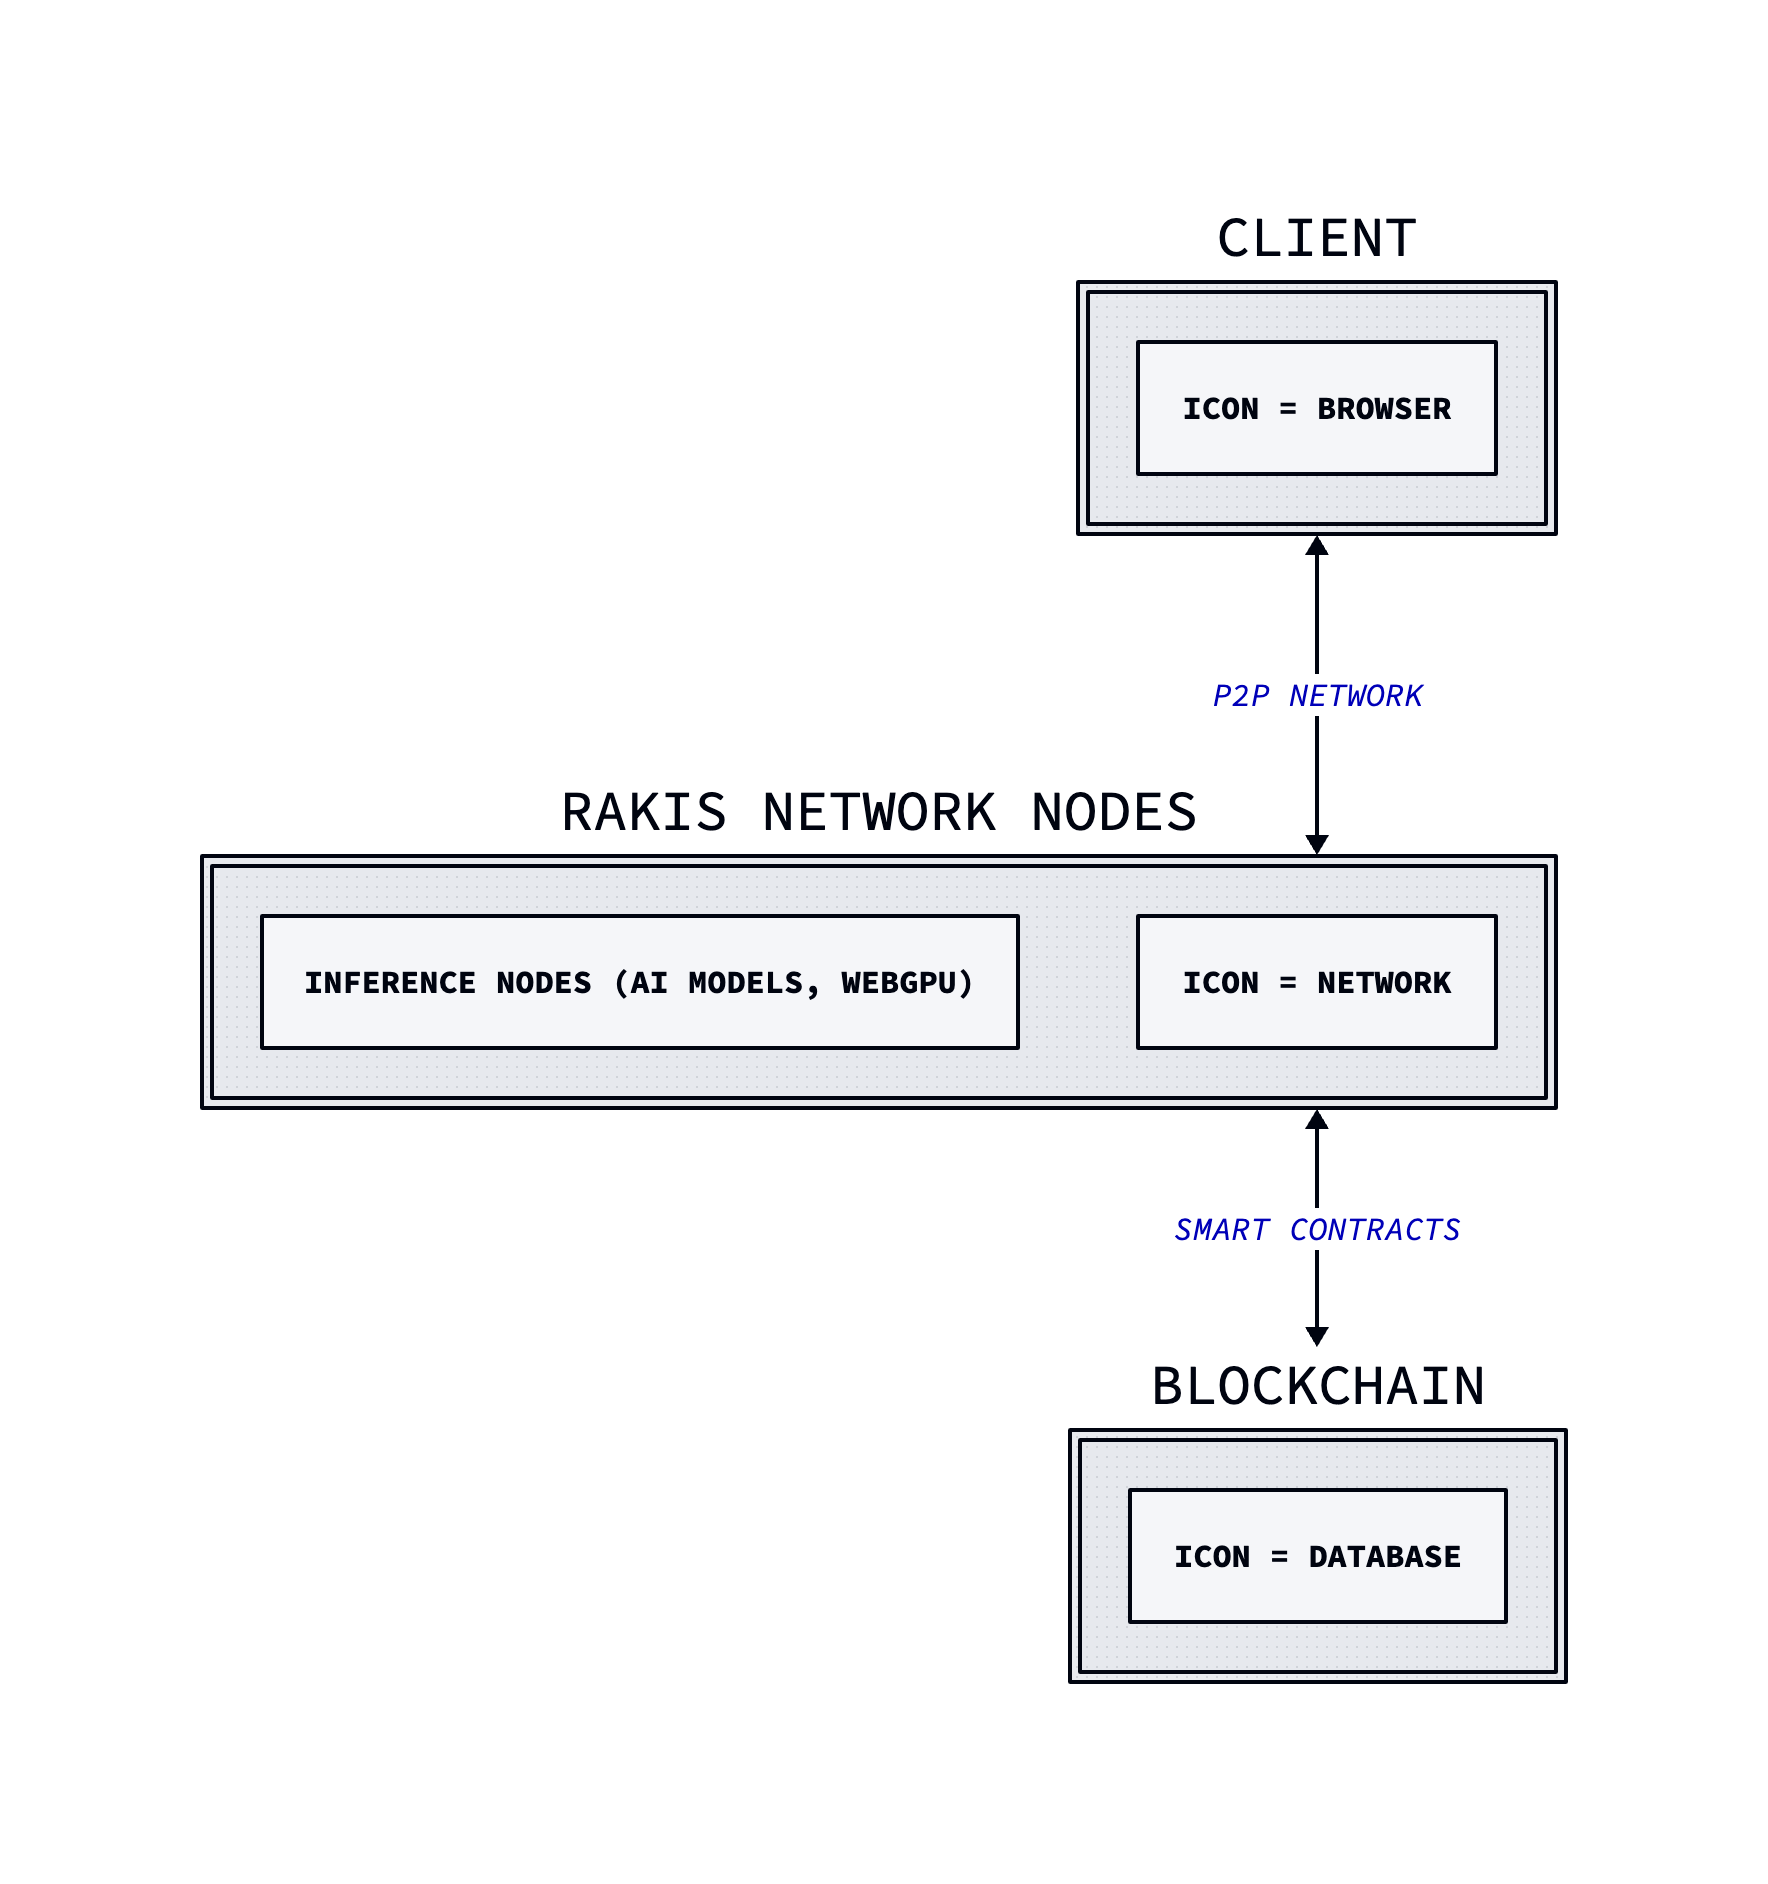 CLIENT
ICON = BROWSER
P2P NETWORK
RAKIS NETWORK NODES
INFERENCE NODES (AI MODELS, WEBGPU)
ICON = NETWORK
SMART CONTRACTS
BLOCKCHAIN
ICON = DATABASE